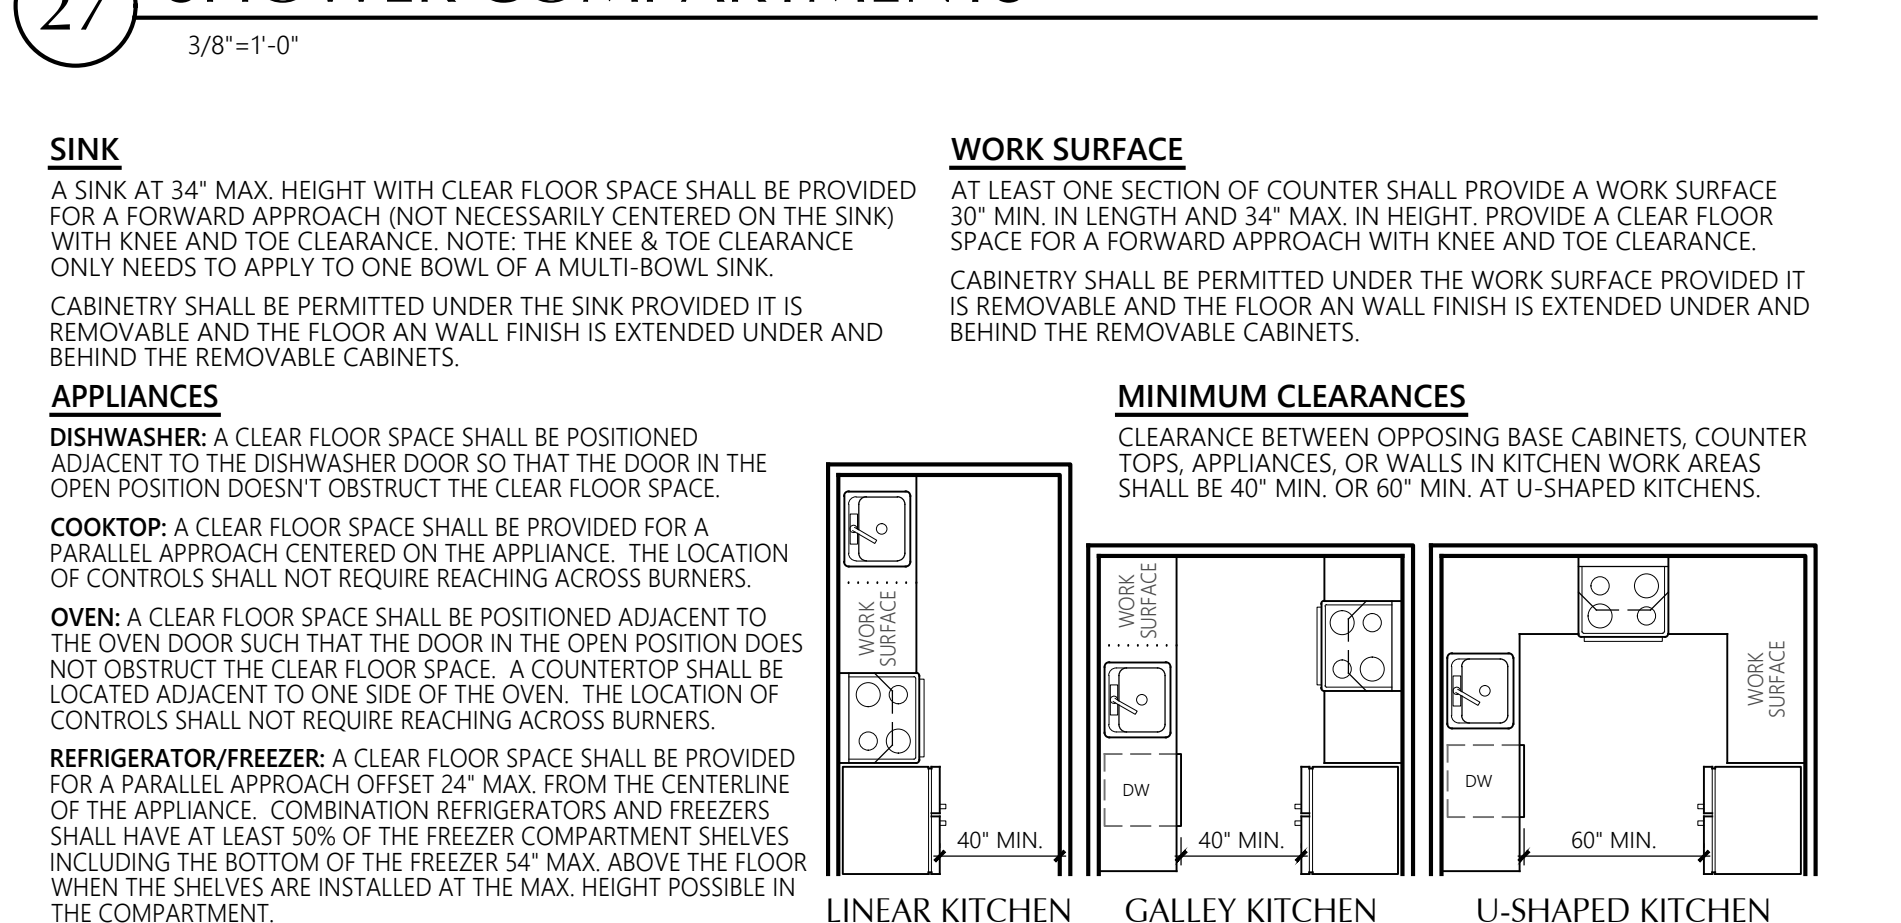 27 SHOWER COMPARTMENTS
3/8"=1'-0"
SINK
A SINK AT 34" MAX. HEIGHT WITH CLEAR FLOOR SPACE SHALL BE PROVIDED
FOR A FORWARD APPROACH (NOT NECESSARILY CENTERED ON THE SINK)
WITH KNEE AND TOE CLEARANCE. NOTE: THE KNEE & TOE CLEARANCE
ONLY NEEDS TO APPLY TO ONE BOWL OF A MULTI-BOWL SINK.
CABINETRY SHALL BE PERMITTED UNDER THE SINK PROVIDED IT IS
REMOVABLE AND THE FLOOR AN WALL FINISH IS EXTENDED UNDER AND
BEHIND THE REMOVABLE CABINETS.
WORK SURFACE
AT LEAST ONE SECTION OF COUNTER SHALL PROVIDE A WORK SURFACE
30" MIN. IN LENGTH AND 34" MAX. IN HEIGHT. PROVIDE A CLEAR FLOOR
SPACE FOR A FORWARD APPROACH WITH KNEE AND TOE CLEARANCE.
CABINETRY SHALL BE PERMITTED UNDER THE WORK SURFACE PROVIDED IT
IS REMOVABLE AND THE FLOOR AN WALL FINISH IS EXTENDED UNDER AND
BEHIND THE REMOVABLE CABINETS.
APPLIANCES
DISHWASHER: A CLEAR FLOOR SPACE SHALL BE POSITIONED
ADJACENT TO THE DISHWASHER DOOR SO THAT THE DOOR IN THE
OPEN POSITION DOESN'T OBSTRUCT THE CLEAR FLOOR SPACE.
COOKTOP: A CLEAR FLOOR SPACE SHALL BE PROVIDED FOR A
PARALLEL APPROACH CENTERED ON THE APPLIANCE.  THE LOCATION
OF CONTROLS SHALL NOT REQUIRE REACHING ACROSS BURNERS.
OVEN: A CLEAR FLOOR SPACE SHALL BE POSITIONED ADJACENT TO
THE OVEN DOOR SUCH THAT THE DOOR IN THE OPEN POSITION DOES
NOT OBSTRUCT THE CLEAR FLOOR SPACE.  A COUNTERTOP SHALL BE
LOCATED ADJACENT TO ONE SIDE OF THE OVEN.  THE LOCATION OF
CONTROLS SHALL NOT REQUIRE REACHING ACROSS BURNERS.
REFRIGERATOR/FREEZER: A CLEAR FLOOR SPACE SHALL BE PROVIDED
FOR A PARALLEL APPROACH OFFSET 24" MAX. FROM THE CENTERLINE
OF THE APPLIANCE.  COMBINATION REFRIGERATORS AND FREEZERS
SHALL HAVE AT LEAST 50% OF THE FREEZER COMPARTMENT SHELVES
INCLUDING THE BOTTOM OF THE FREEZER 54" MAX. ABOVE THE FLOOR
WHEN THE SHELVES ARE INSTALLED AT THE MAX. HEIGHT POSSIBLE IN
THE COMPARTMENT.
MINIMUM CLEARANCES
CLEARANCE BETWEEN OPPOSING BASE CABINETS, COUNTER
TOPS, APPLIANCES, OR WALLS IN KITCHEN WORK AREAS
SHALL BE 40" MIN. OR 60" MIN. AT U-SHAPED KITCHENS.
WORK
SURFACE
40" MIN.
LINEAR KITCHEN
WORK
SURFACE
DW
40" MIN.
GALLEY KITCHEN
WORK
SURFACE
DW
60" MIN.
U-SHAPED KITCHEN